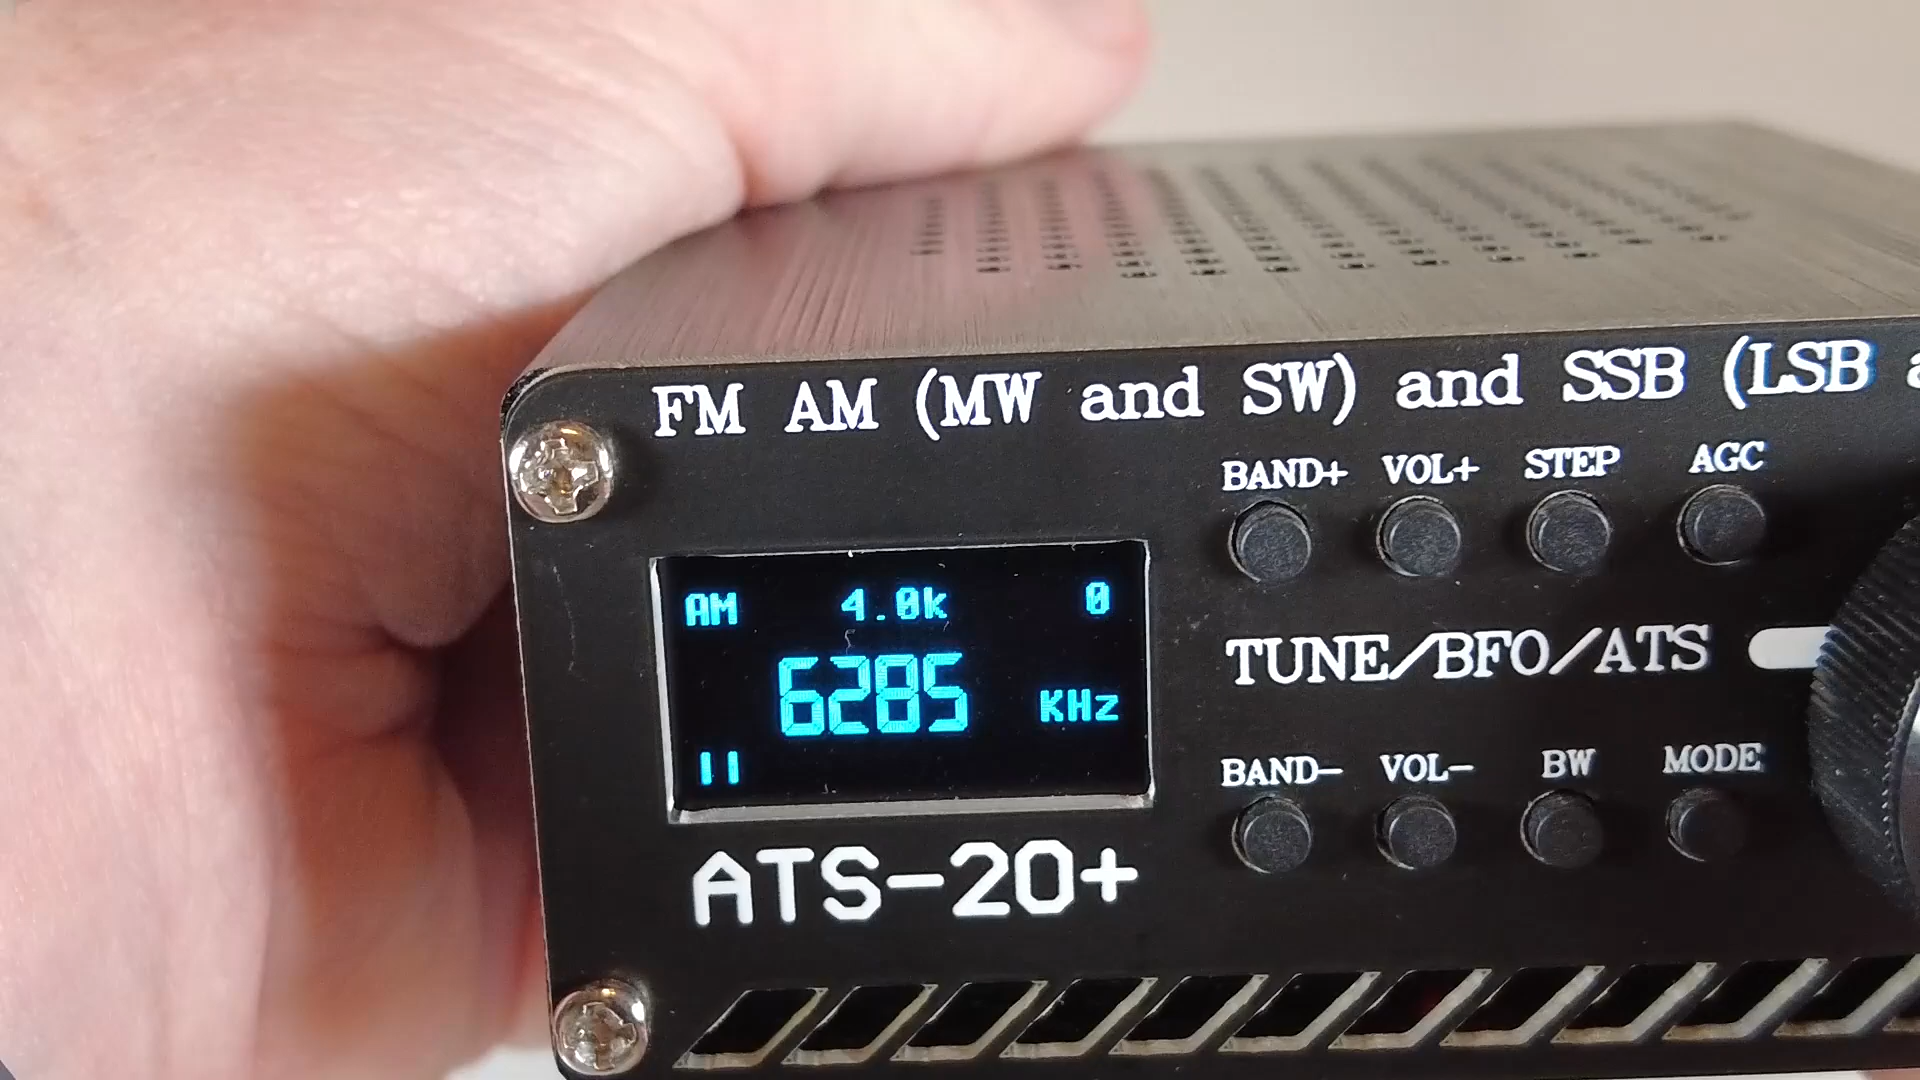 FM AM (MW and SW) and SSB (LSB
BAND+ VOL+ STEP AGC
AM 4.0k 0
6285 KHz
TUNE/BFO/ATS
BAND- VOL- BW MODE
ATS-20+